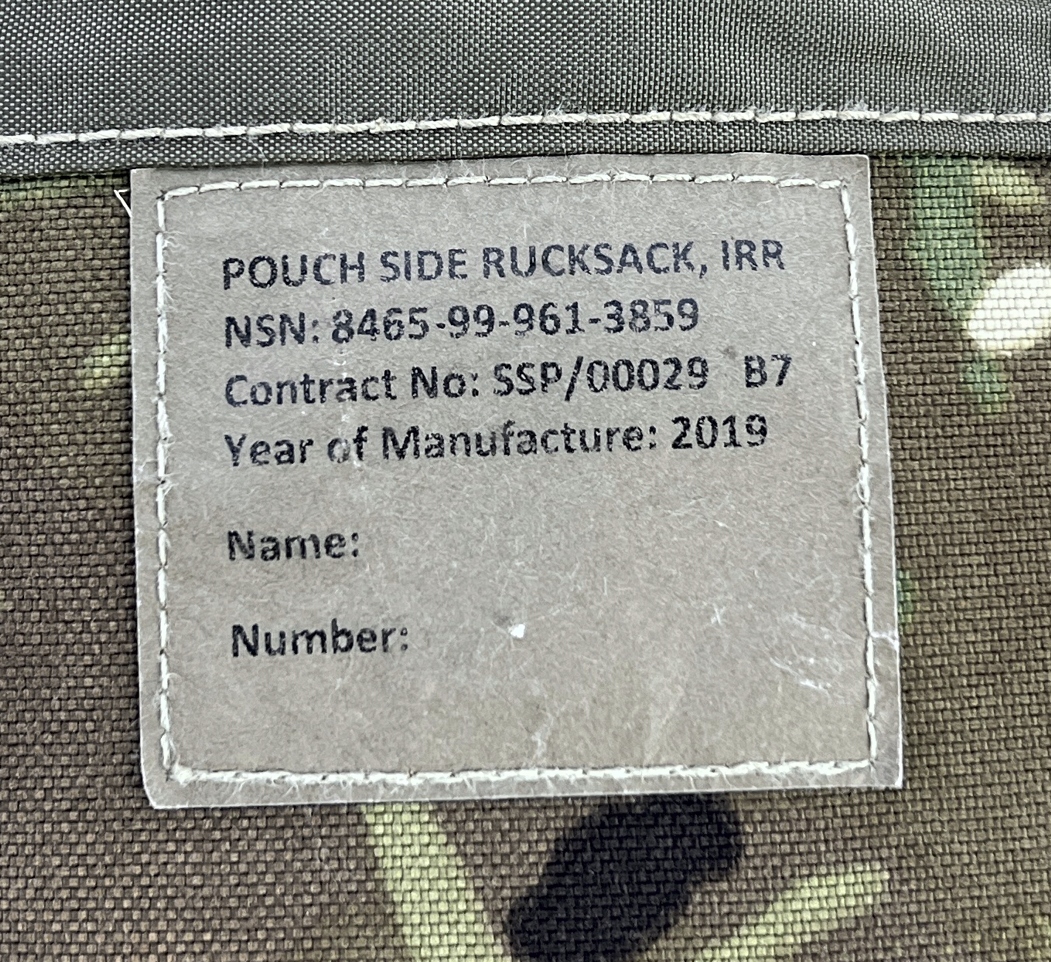 POUCH SIDE RUCKSACK, IRR
NSN: 8465-99-961-3859
Contract No: SSP/00029 B7
Year of Manufacture: 2019
Name:
Number: